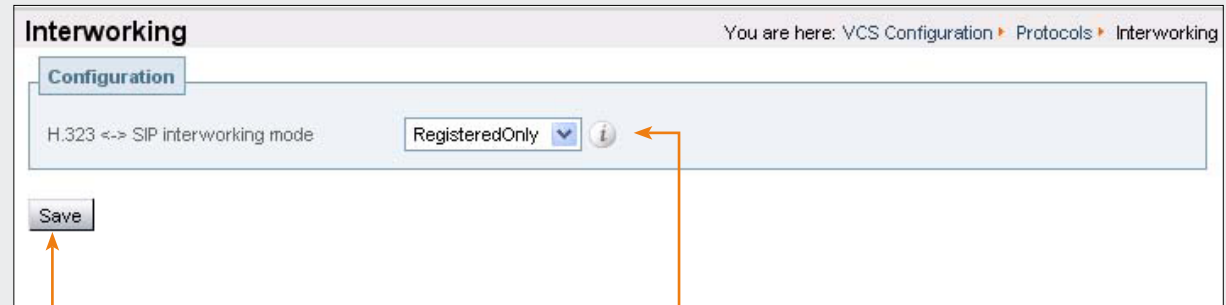 Interworking
You are here: VCS Configuration Protocols Interworking
Configuration
H.323 <-> SIP interworking mode RegisteredOnly i
Save